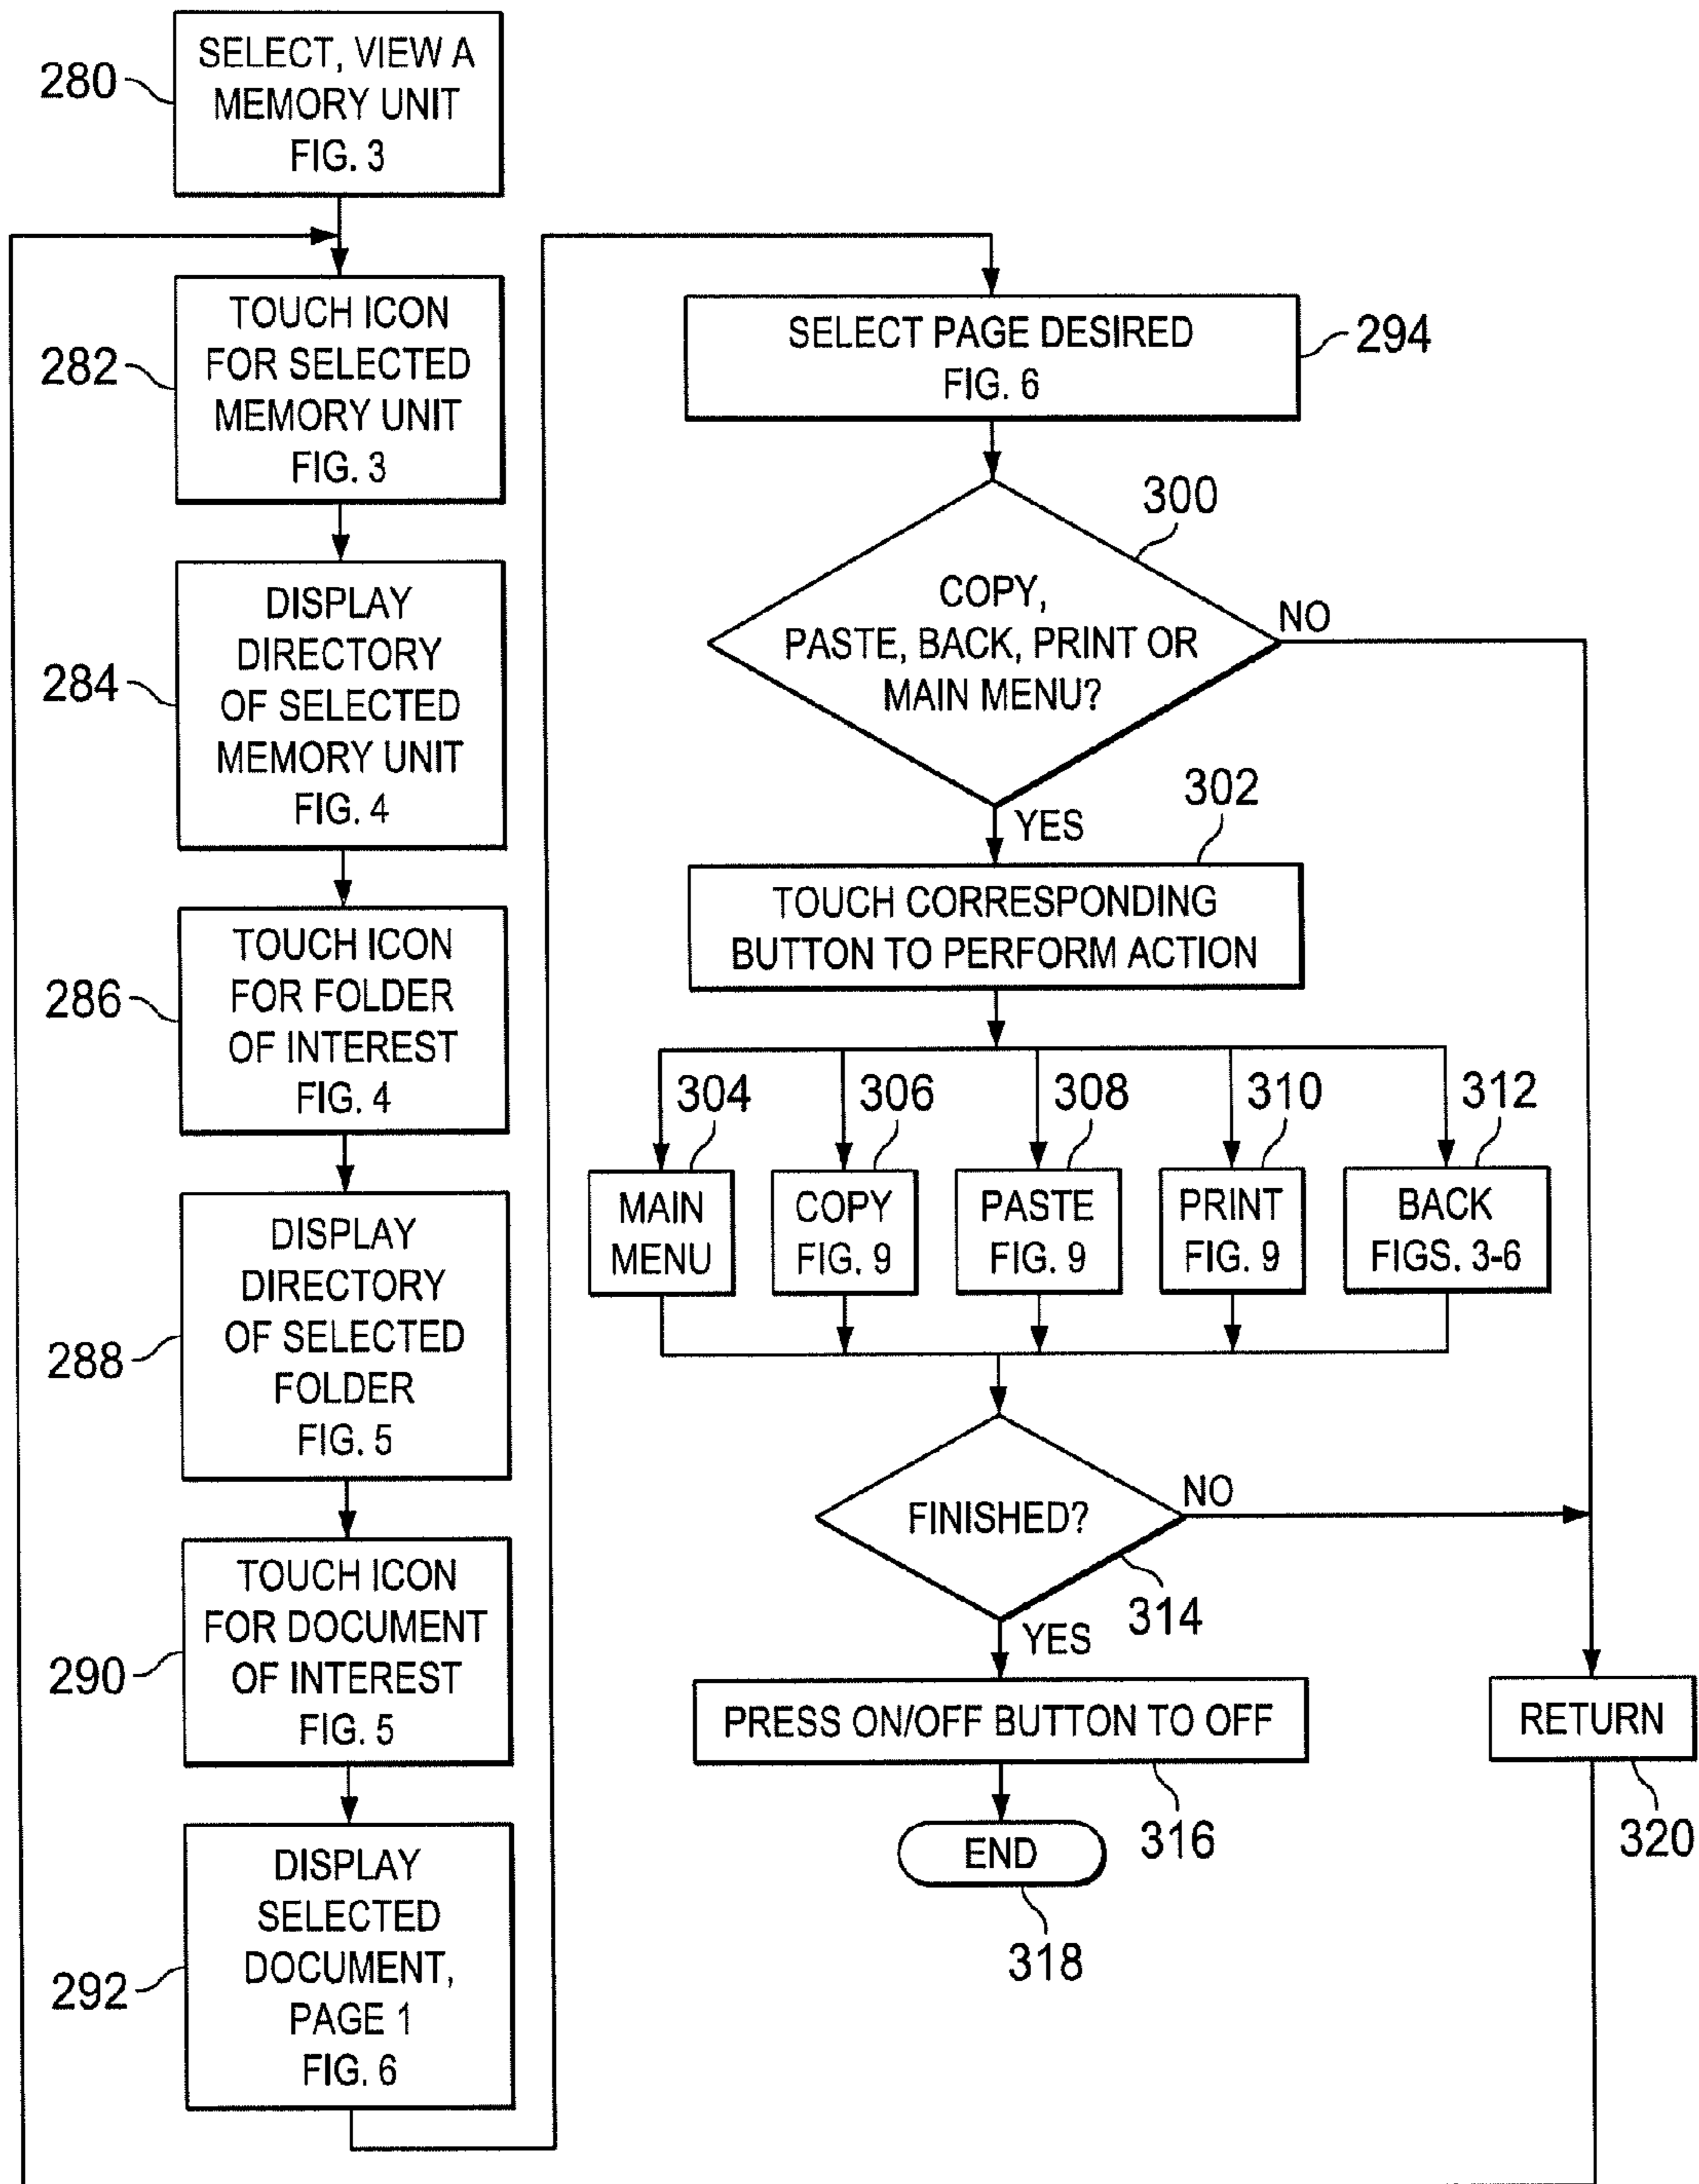 280
SELECT, VIEW A
MEMORY UNIT
FIG. 3
282
TOUCH ICON
FOR SELECTED
MEMORY UNIT
FIG. 3
284
DISPLAY
DIRECTORY
OF SELECTED
MEMORY UNIT
FIG. 4
286
TOUCH ICON
FOR FOLDER
OF INTEREST
FIG. 4
288
DISPLAY
DIRECTORY
OF SELECTED
FOLDER
FIG. 5
290
TOUCH ICON
FOR DOCUMENT
OF INTEREST
FIG. 5
292
DISPLAY
SELECTED
DOCUMENT,
PAGE 1
FIG. 6
SELECT PAGE DESIRED
FIG. 6
294
300
COPY,
PASTE, BACK, PRINT OR
MAIN MENU?
NO
YES
302
TOUCH CORRESPONDING
BUTTON TO PERFORM ACTION
304
MAIN
MENU
306
COPY
FIG. 9
308
PASTE
FIG. 9
310
PRINT
FIG. 9
312
BACK
FIGS. 3-6
FINISHED?
NO
314
YES
PRESS ON/OFF BUTTON TO OFF
316
END
318
RETURN
320